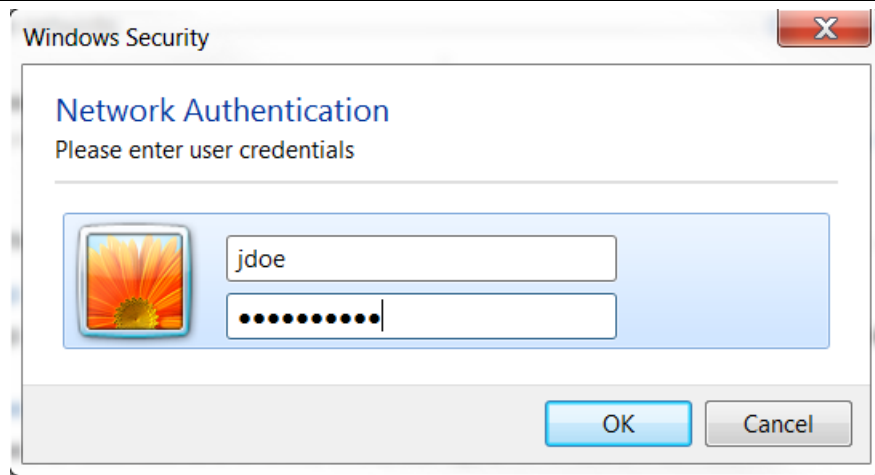 Windows Security
Network Authentication
Please enter user credentials
jdoe
●●●●●●●●●●
OK
Cancel